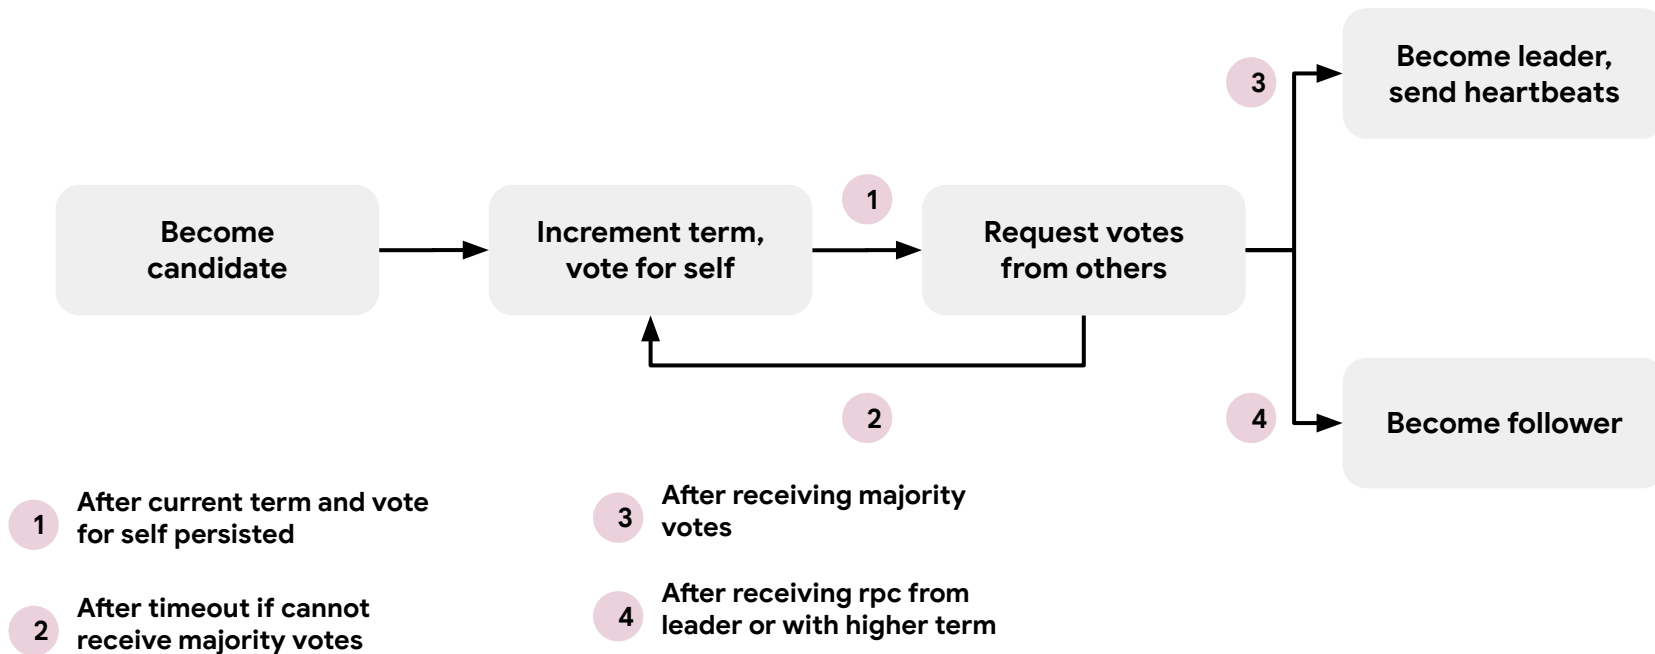 Become
candidate
Increment term,
vote for self
1
Request votes
from others
2
3
Become leader,
send heartbeats
4
Become follower
1
After current term and vote
for self persisted
2
After timeout if cannot
receive majority votes
3
After receiving majority
votes
4
After receiving rpc from
leader or with higher term